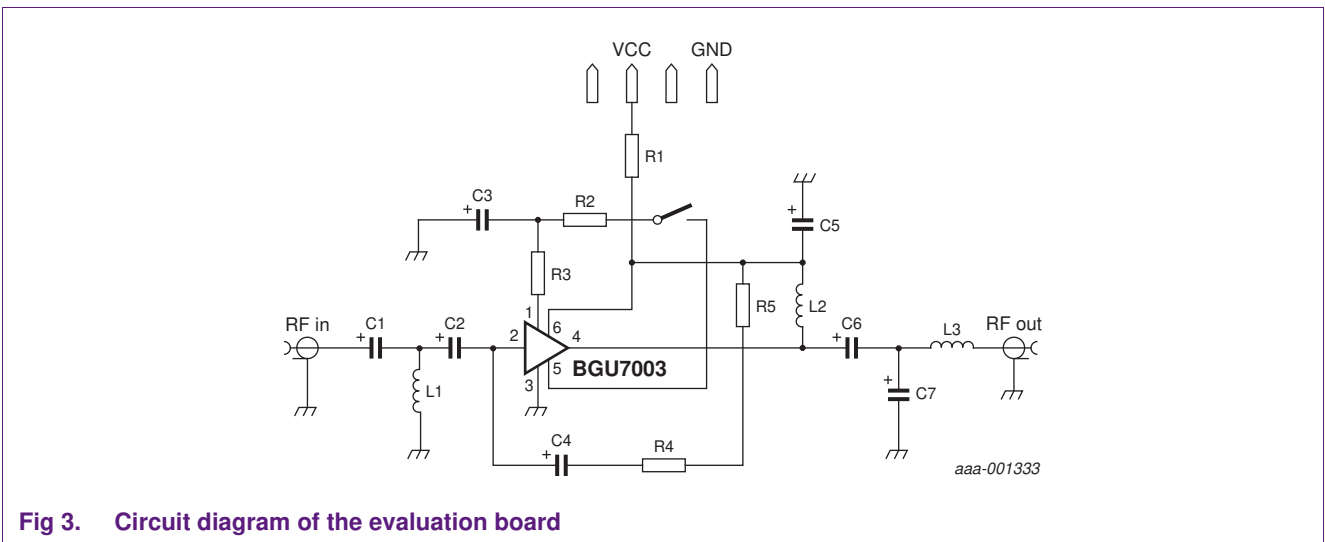 VCC GND
R1
C3
R2
C5
R3
R5
L2
RF in
C1
C2
1
6
2
4
C6
L3
RF out
5
BGU7003
3
L1
C7
C4
R4
aaa-001333
Fig 3. Circuit diagram of the evaluation board